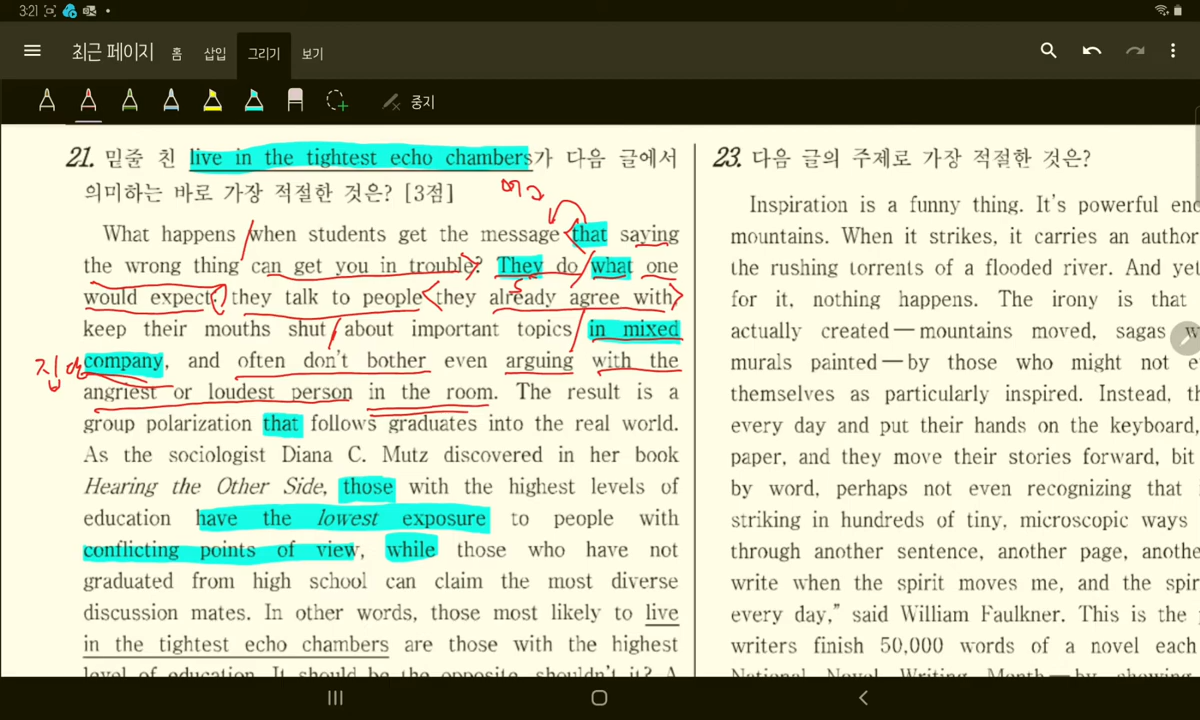 3:21
최근 페이지 홈 삽입 그리기 보기
중지
21. 밑줄 친 live in the tightest echo chambers가 다음 글에서
의미하는 바로 가장 적절한 것은? [3점]
What happens when students get the message that saying
the wrong thing can get you in trouble? They do what one
would expect: they talk to people they already agree with,
keep their mouths shut about important topics in mixed
company, and often don't bother even arguing with the
angriest or loudest person in the room. The result is a
group polarization that follows graduates into the real world.
As the sociologist Diana C. Mutz discovered in her book
Hearing the Other Side, those with the highest levels of
education have the lowest exposure to people with
conflicting points of view, while those who have not
graduated from high school can claim the most diverse
discussion mates. In other words, those most likely to live
in the tightest echo chambers are those with the highest
level of education. It should be the opposite, shouldn't it? A
23. 다음 글의 주제로 가장 적절한 것은?
Inspiration is a funny thing. It's powerful
mountains. When it strikes, it carries an author
the rushing torrents of a flooded river. And yet
for it, nothing happens. The irony is that
actually created—mountains moved, sagas
murals painted—by those who might not
themselves as particularly inspired. Instead,
every day and put their hands on the keyboard,
paper, and they move their stories forward, bit
by word, perhaps not even recognizing that
striking in hundreds of tiny, microscopic ways
through another sentence, another page,
write when the spirit moves me, and the
every day," said William Faulkner. This is the
writers finish 50,000 words of a novel each
National Novel Writing Month—by showing